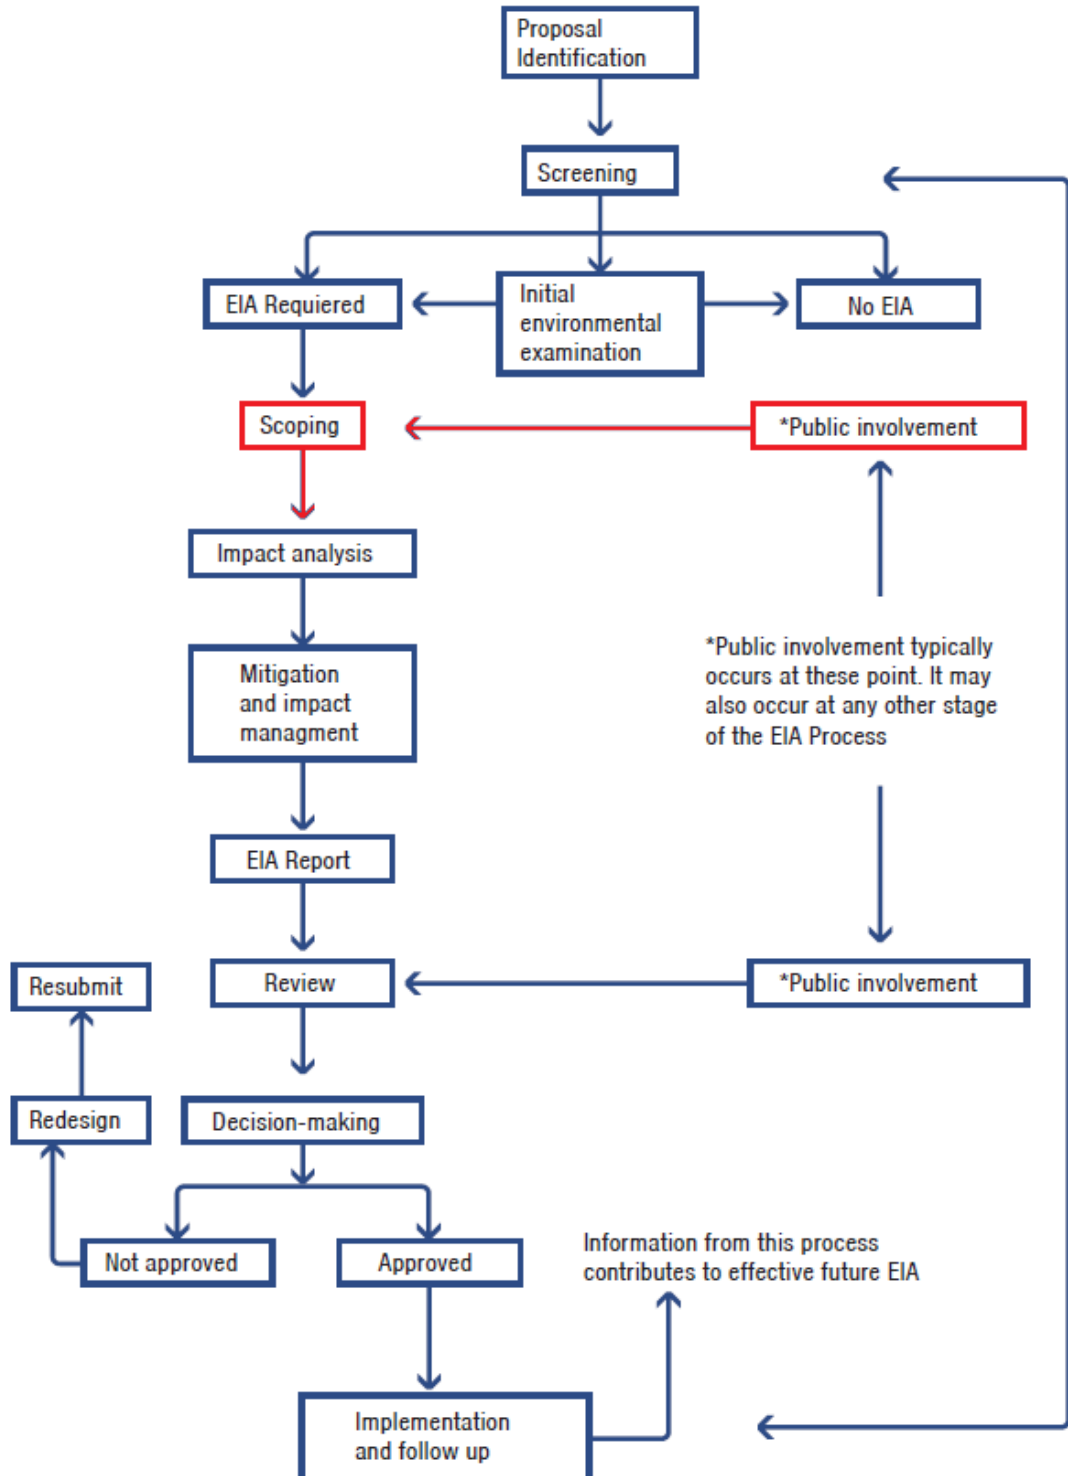 Proposal
Identification
Screening
EIA Requiered
Initial
environmental
examination
No EIA
Scoping
*Public involvement
Impact analysis
*Public involvement typically
occurs at these point. It may
also occur at any other stage
of the EIA Process
Mitigation
and impact
managment
EIA Report
Review
*Public involvement
Resubmit
Redesign
Decision-making
Not approved
Approved
Information from this process
contributes to effective future EIA
Implementation
and follow up